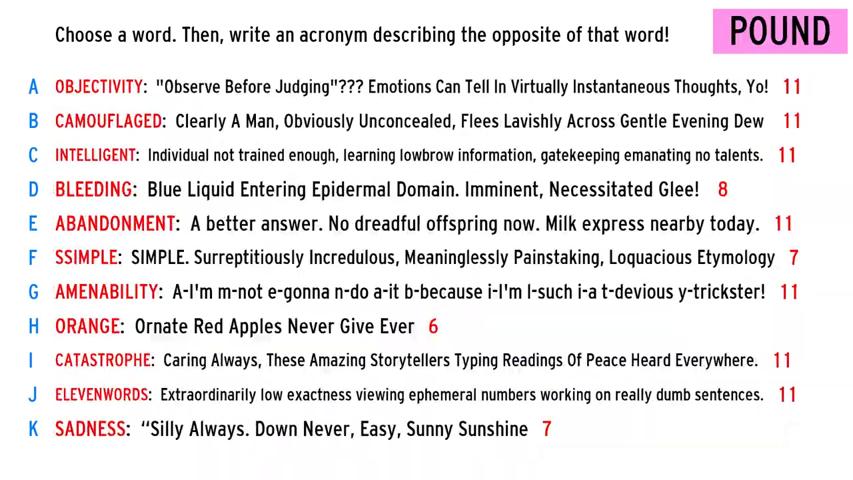 Choose a word. Then, write an acronym describing the opposite of that word!
POUND
A OBJECTIVITY: "Observe Before Judging"??? Emotions Can Tell In Virtually Instantaneous Thoughts, Yo! 11
B CAMOUFLAGED: Clearly A Man, Obviously Unconcealed, Flees Lavishly Across Gentle Evening Dew 11
C INTELLIGENT: Individual not trained enough, learning lowbrow information, gatekeeping emanating no talents. 11
D BLEEDING: Blue Liquid Entering Epidermal Domain. Imminent, Necessitated Glee! 8
E ABANDONMENT: A better answer. No dreadful offspring now. Milk express nearby today. 11
F SSIMPLE: SIMPLE. Surreptitiously Incredulous, Meaninglessly Painstaking, Loquacious Etymology 7
G AMENABILITY: A-I'm m-not e-gonna n-do a-it b-because i-I'm l-such i-a t-devious y-trickster! 11
H ORANGE: Ornate Red Apples Never Give Ever 6
I CATASTROPHE: Caring Always, These Amazing Storytellers Typing Readings Of Peace Heard Everywhere. 11
J ELEVENWORDS: Extraordinarily low exactness viewing ephemeral numbers working on really dumb sentences. 11
K SADNESS: “Silly Always. Down Never, Easy, Sunny Sunshine 7